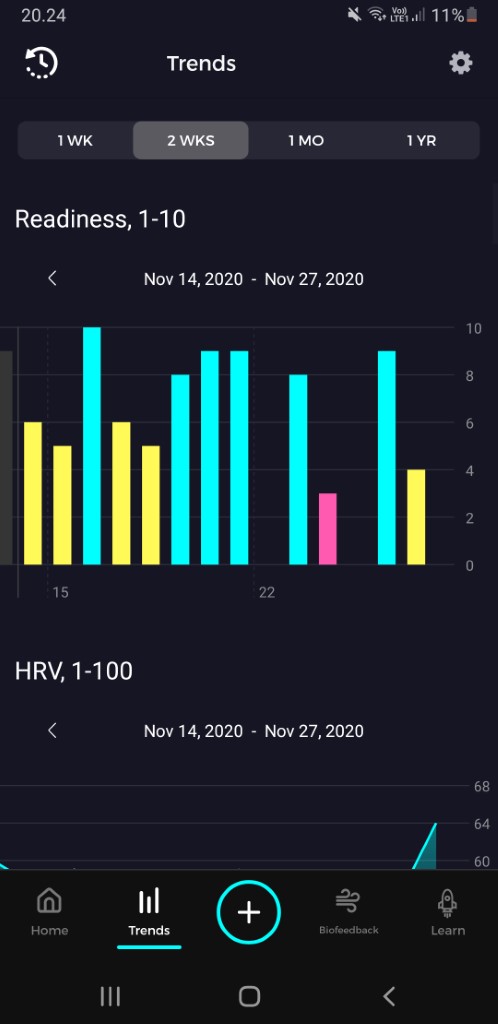 20.24
Vo)) LTE1 11%
Trends
1 WK 2 WKS 1 MO 1 YR
Readiness, 1-10
Nov 14, 2020 - Nov 27, 2020
10
8
6
4
2
0
15 22
HRV, 1-100
Nov 14, 2020 - Nov 27, 2020
68
64
60
Home Trends Biofeedback Learn